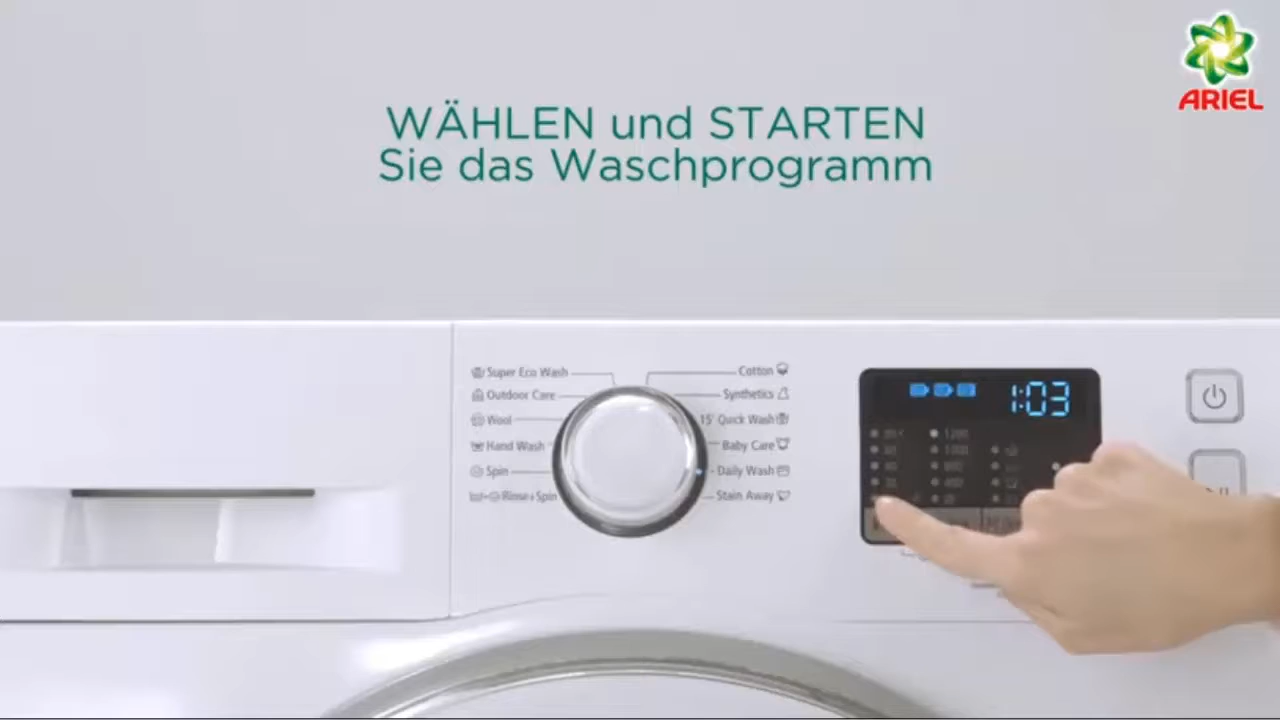 ARIEL
WÄHLEN und STARTEN
Sie das Waschprogramm
Super Eco Wash
Outdoor Care
Wool
Hand Wash
Spin
Rinse+Spin
Cotton
Synthetics
15' Quick Wash
Baby Care
Daily Wash
Stain Away
1:03
1200